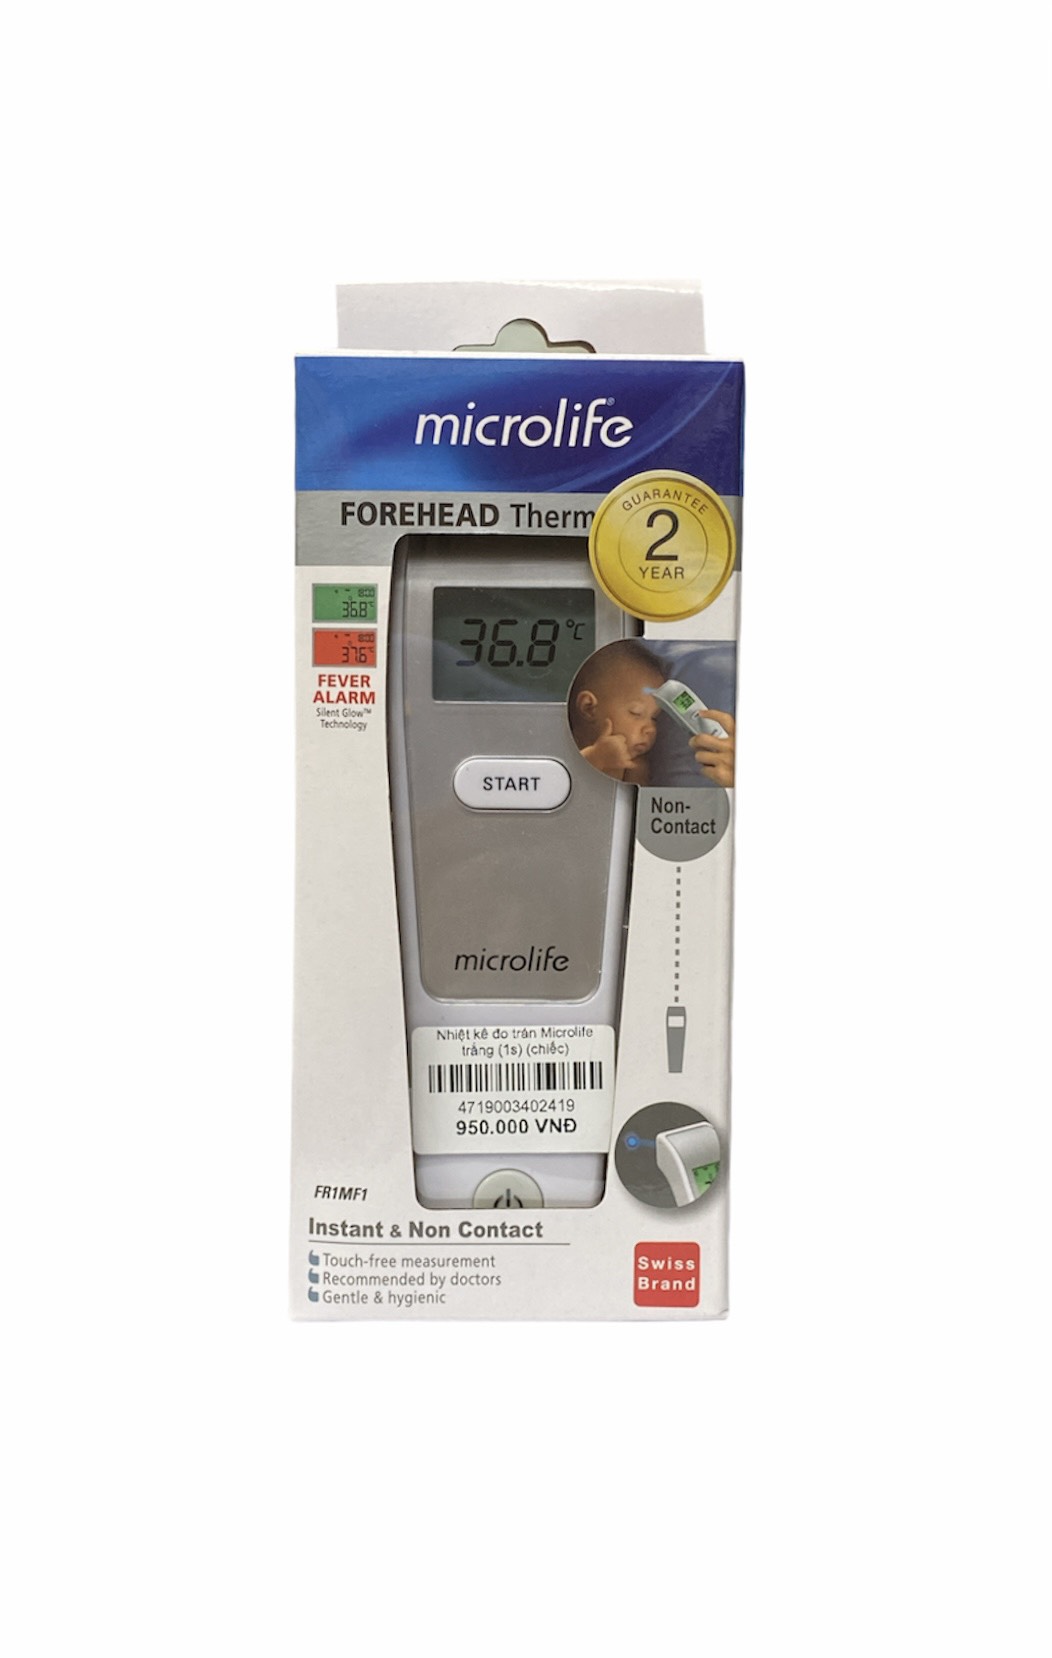 microlife®
FOREHEAD Therm
GUARANTEE
2
YEAR
36.8°C
37.6°C
FEVER
ALARM
Silent Glow™
Technology
36.8°C
START
Non-
Contact
microlife
Nhiệt kế đo trán Microlife
trắng (1s) (chiếc)
4719003402419
950.000 VNĐ
FR1MF1
Instant & Non Contact
Touch-free measurement
Recommended by doctors
Gentle & hygienic
Swiss
Brand